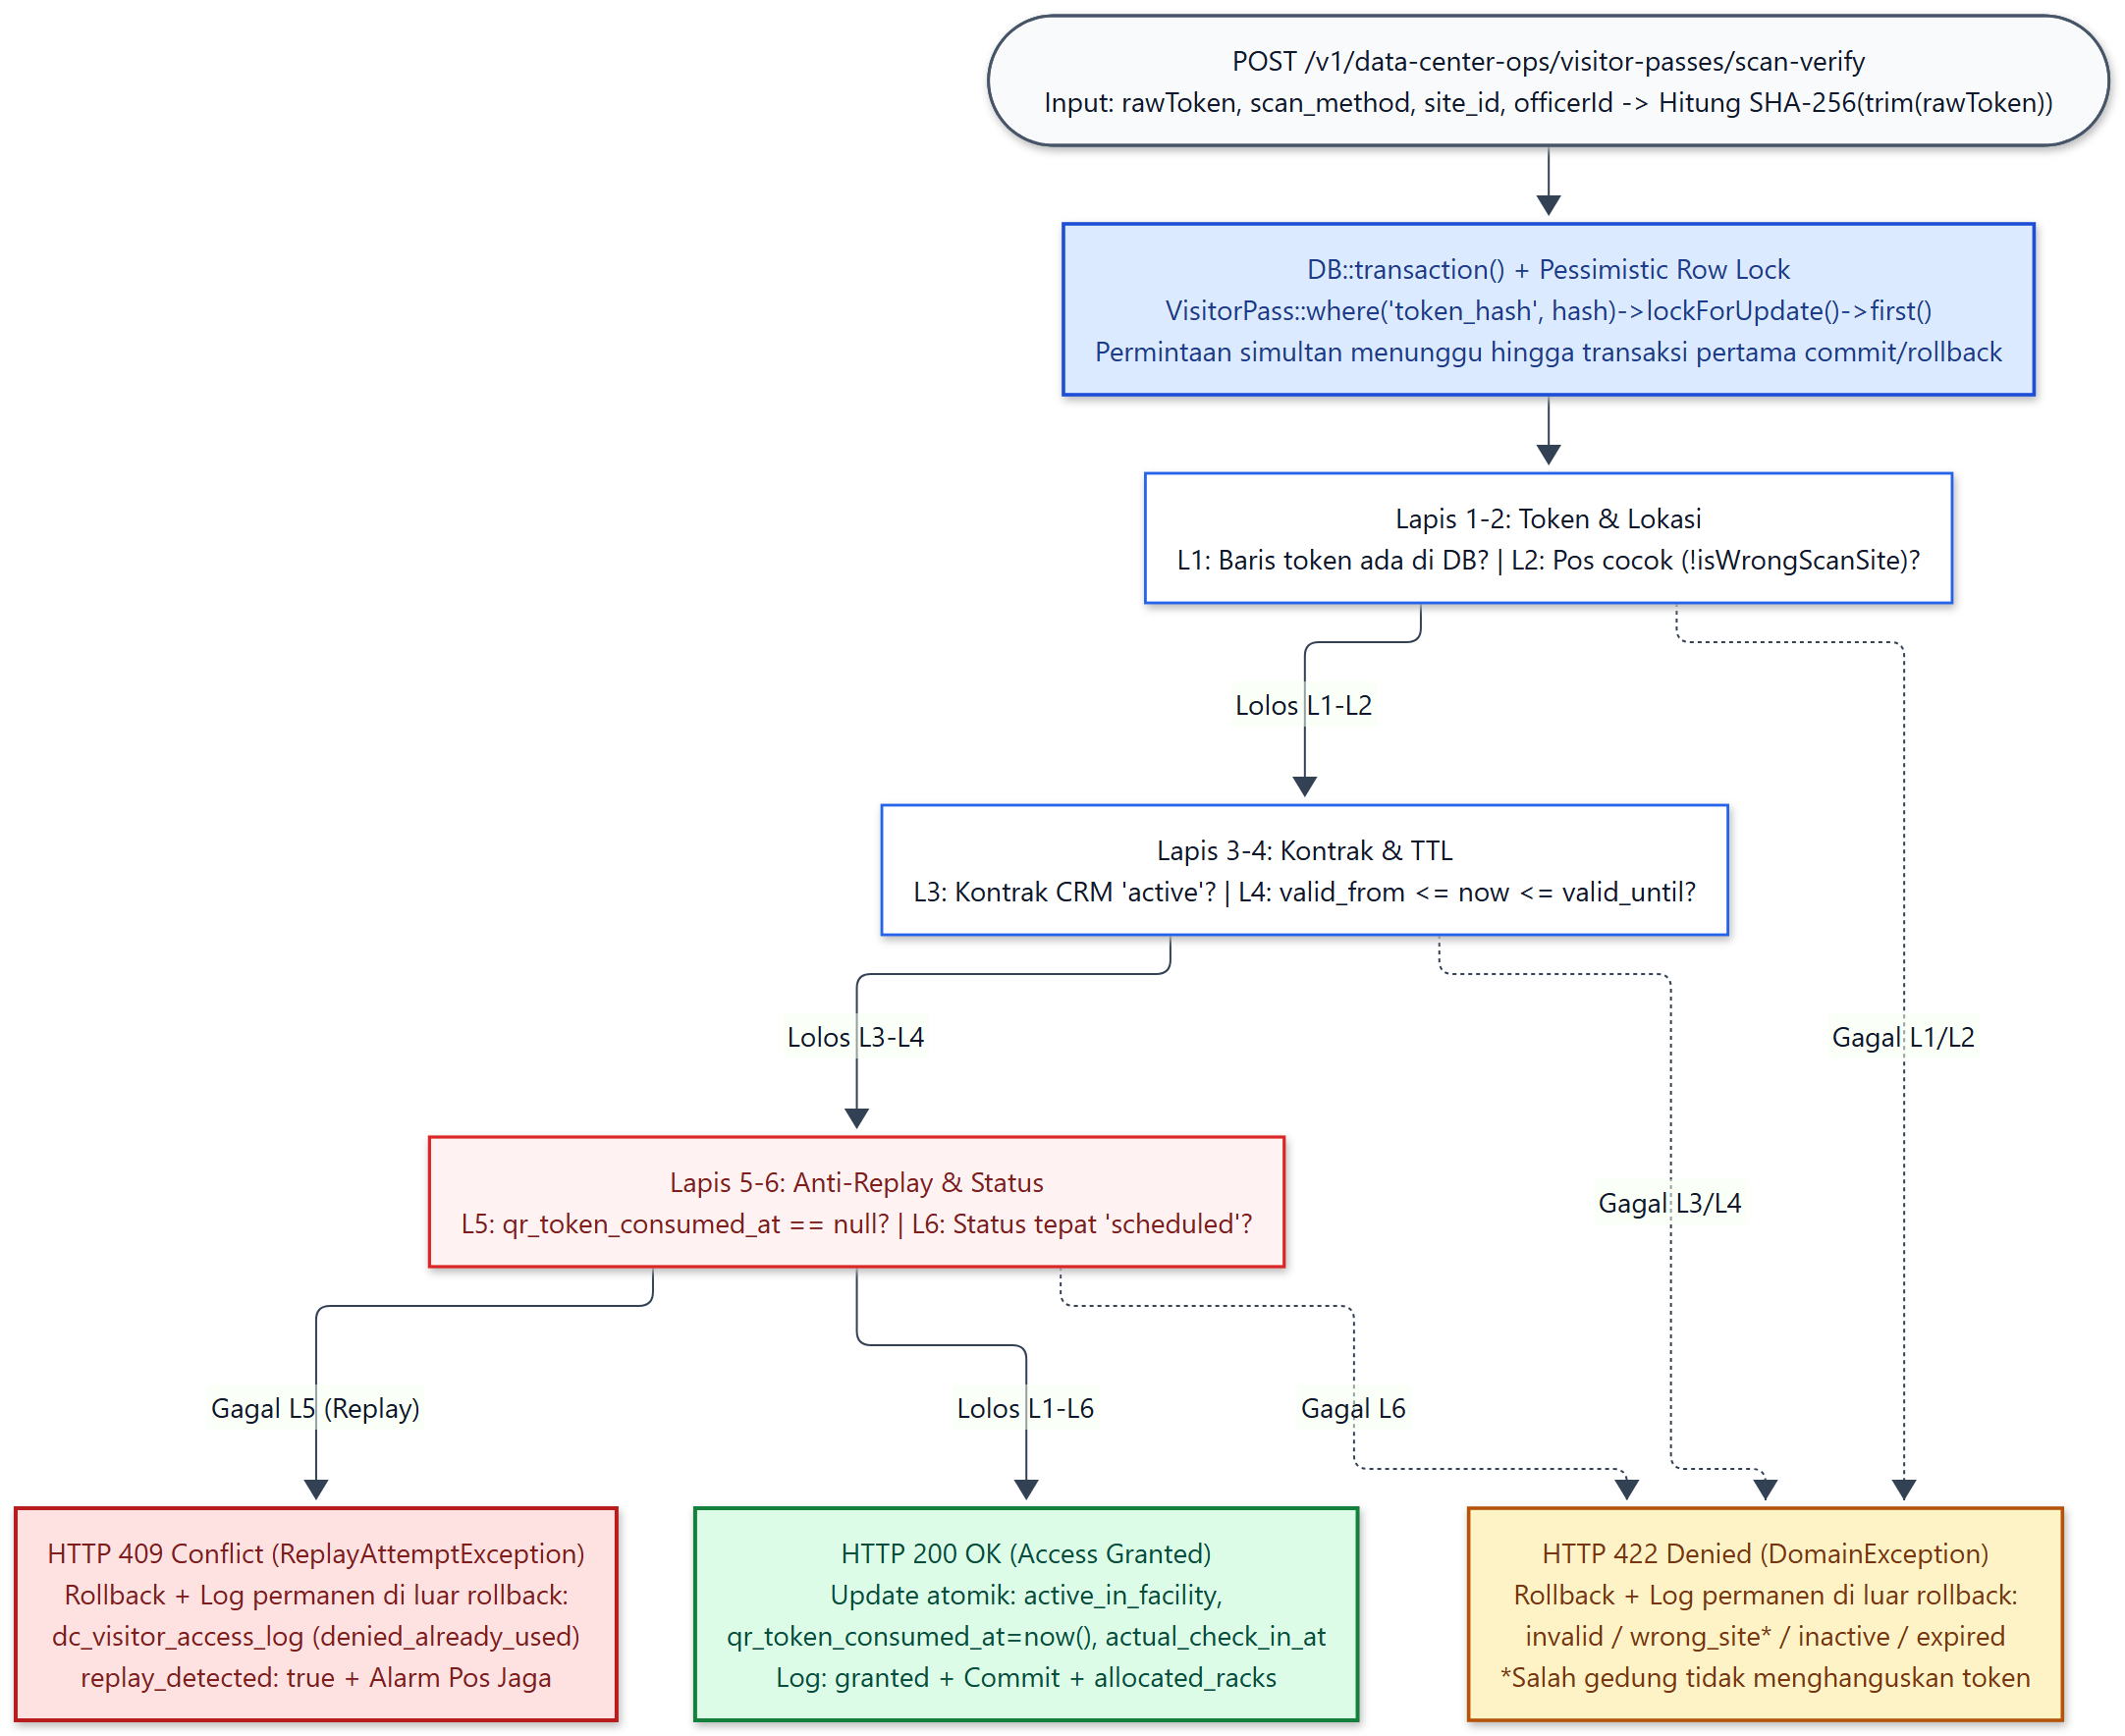 POST /v1/data-center-ops/visitor-passes/scan-verify
Input: rawToken, scan_method, site_id, officerId -> Hitung SHA-256(trim(rawToken))
DB::transaction() + Pessimistic Row Lock
VisitorPass::where('token_hash', hash)->lockForUpdate()->first()
Permintaan simultan menunggu hingga transaksi pertama commit/rollback
Lapis 1-2: Token & Lokasi
L1: Baris token ada di DB? | L2: Pos cocok (!isWrongScanSite)?
Lolos L1-L2
Lapis 3-4: Kontrak & TTL
L3: Kontrak CRM 'active'? | L4: valid_from <= now <= valid_until?
Lolos L3-L4
Gagal L1/L2
Lapis 5-6: Anti-Replay & Status
L5: qr_token_consumed_at == null? | L6: Status tepat 'scheduled'?
Gagal L3/L4
Gagal L5 (Replay)
Lolos L1-L6
Gagal L6
HTTP 409 Conflict (ReplayAttemptException)
Rollback + Log permanen di luar rollback:
dc_visitor_access_log (denied_already_used)
replay_detected: true + Alarm Pos Jaga
HTTP 200 OK (Access Granted)
Update atomik: active_in_facility,
qr_token_consumed_at=now(), actual_check_in_at
Log: granted + Commit + allocated_racks
HTTP 422 Denied (DomainException)
Rollback + Log permanen di luar rollback:
invalid / wrong_site* / inactive / expired
*Salah gedung tidak menghanguskan token